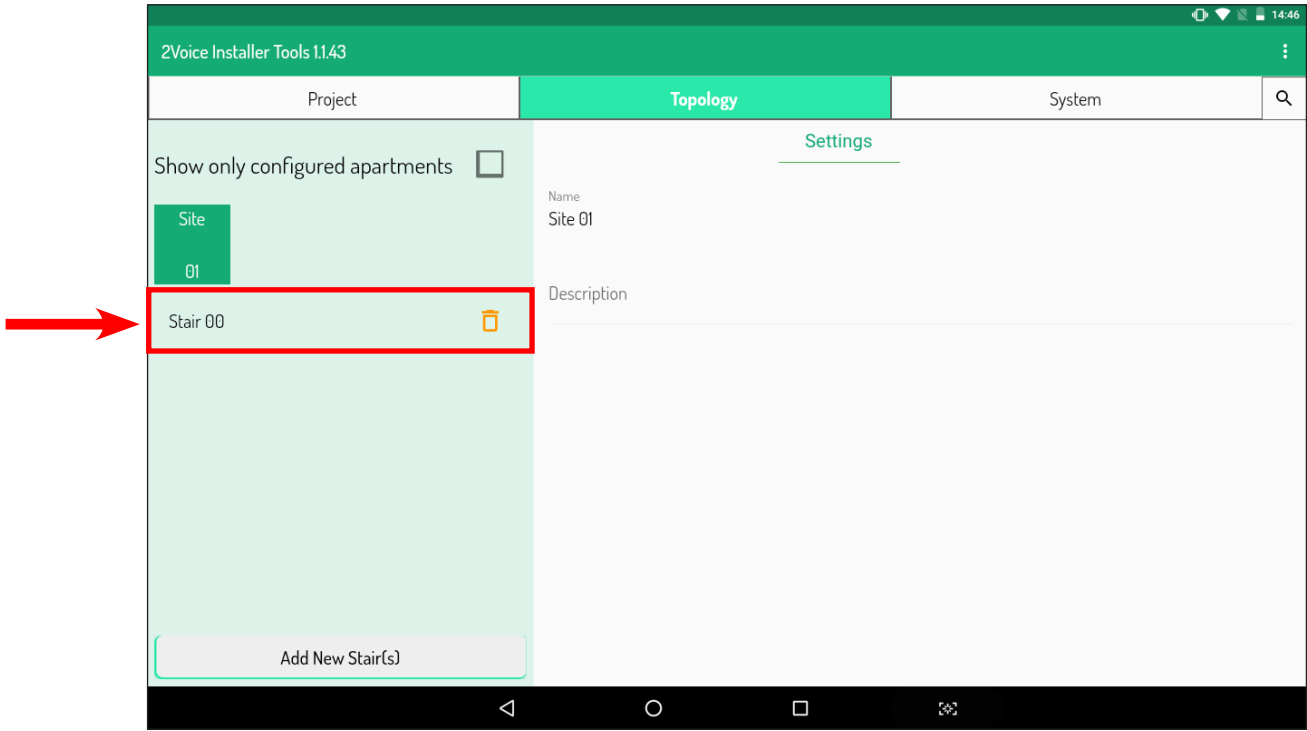 14:46
2Voice Installer Tools 1.1.43
Project
Topology
System
Show only configured apartments
Site
01
Stair 00
Add New Stair(s)
Settings
Name
Site 01
Description